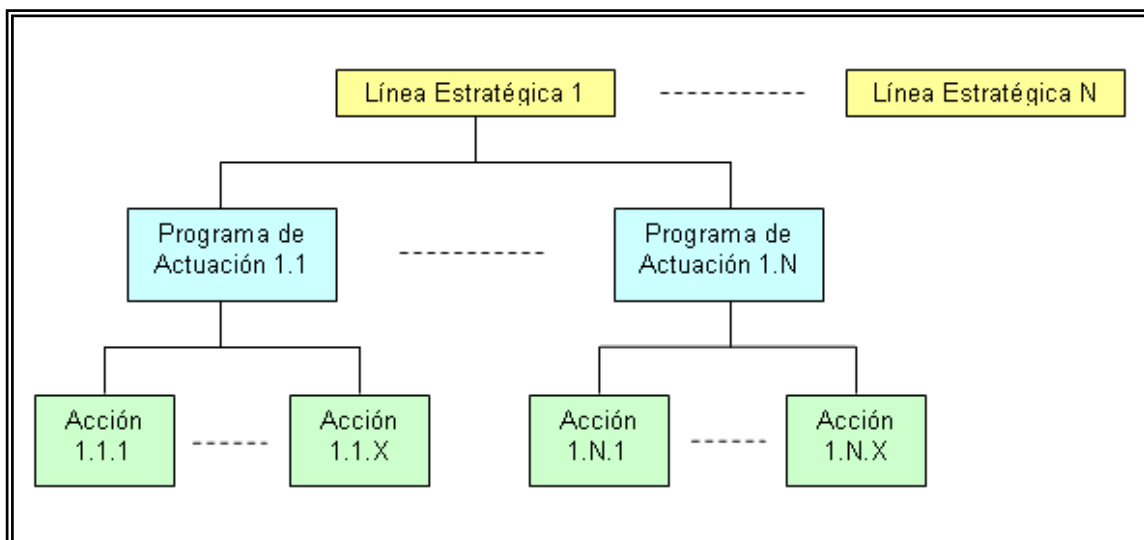 Línea Estratégica 1
Línea Estratégica N
Programa de
Actuación 1.1
Programa de
Actuación 1.N
Acción
1.1.1
Acción
1.1.X
Acción
1.N.1
Acción
1.N.X